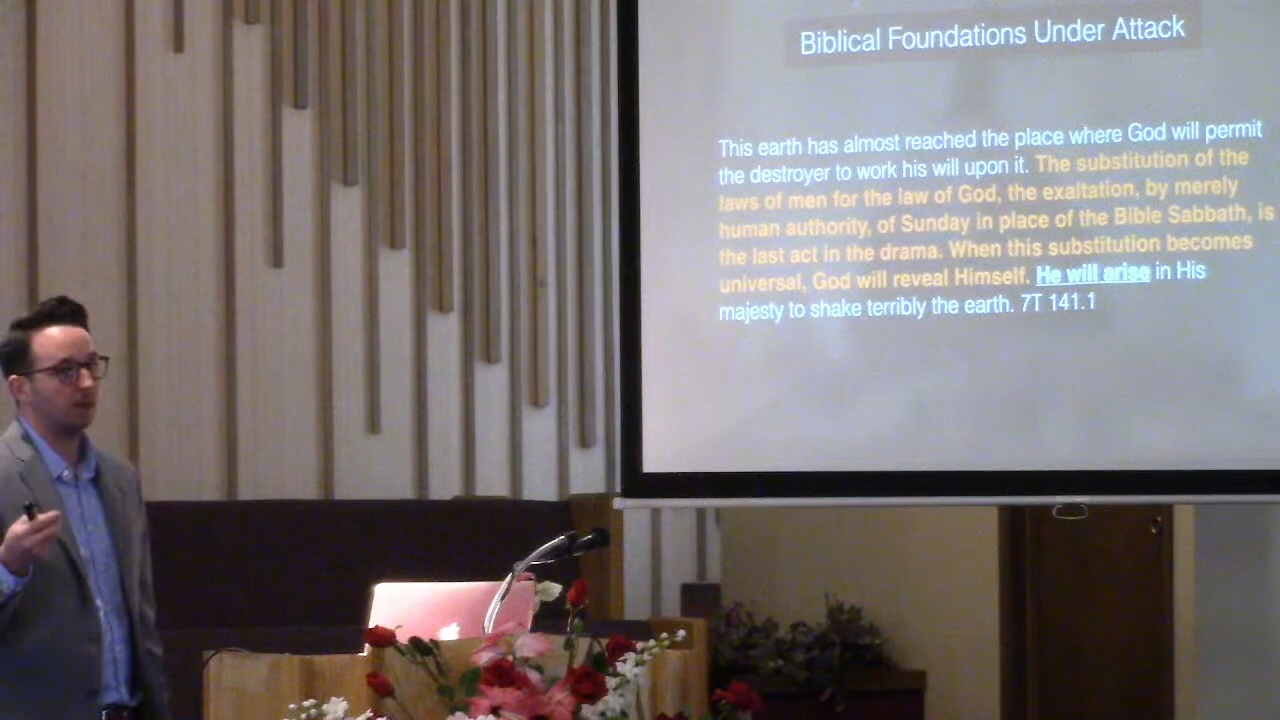 Biblical Foundations Under Attack
This earth has almost reached the place where God will permit
the destroyer to work his will upon it. The substitution of the
laws of men for the law of God, the exaltation, by merely
human authority, of Sunday in place of the Bible Sabbath, is
the last act in the drama. When this substitution becomes
universal, God will reveal Himself. He will arise in His
majesty to shake terribly the earth. 7T 141.1